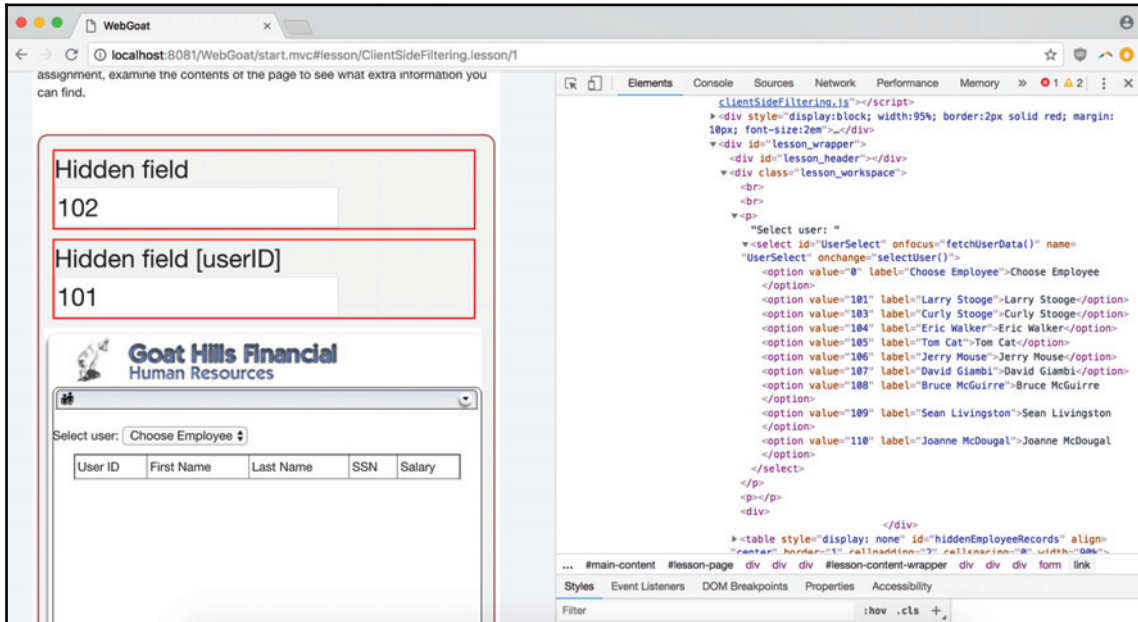 WebGoat
localhost:8081/WebGoat/start.mvc#lesson/ClientSideFiltering.lesson/1
assignment, examine the contents of the page to see what extra information you
can find.
Hidden field
102
Hidden field [userID]
101
Goat Hills Financial
Human Resources
Select user: Choose Employee
User ID First Name Last Name SSN Salary
Elements Console Sources Network Performance Memory » 1 2
clientSideFiltering.js"></script>
▶<div style="display:block; width:95%; border:2px solid red; margin:
10px; font-size:2em">…</div>
▼<div id="lesson_wrapper">
<div id="lesson_header"></div>
▼<div class="lesson_workspace">
<br>
<br>
▼<p>
"Select user: "
▼<select id="UserSelect" onfocus="fetchUserData()" name=
"UserSelect" onchange="selectUser()">
<option value="0" label="Choose Employee">Choose Employee
</option>
<option value="101" label="Larry Stooge">Larry Stooge</option>
<option value="103" label="Curly Stooge">Curly Stooge</option>
<option value="104" label="Eric Walker">Eric Walker</option>
<option value="105" label="Tom Cat">Tom Cat</option>
<option value="106" label="Jerry Mouse">Jerry Mouse</option>
<option value="107" label="David Giambi">David Giambi</option>
<option value="108" label="Bruce McGuirre">Bruce McGuirre
</option>
<option value="109" label="Sean Livingston">Sean Livingston
</option>
<option value="110" label="Joanne McDougal">Joanne McDougal
</option>
</select>
</p>
<p></p>
<div>
</div>
▶<table style="display: none" id="hiddenEmployeeRecords" align=
"center" border="1" cellpadding="2" cellspacing="0" width="90%">
... #main-content #lesson-page div div div #lesson-content-wrapper div div div form link
Styles Event Listeners DOM Breakpoints Properties Accessibility
Filter :hov .cls +